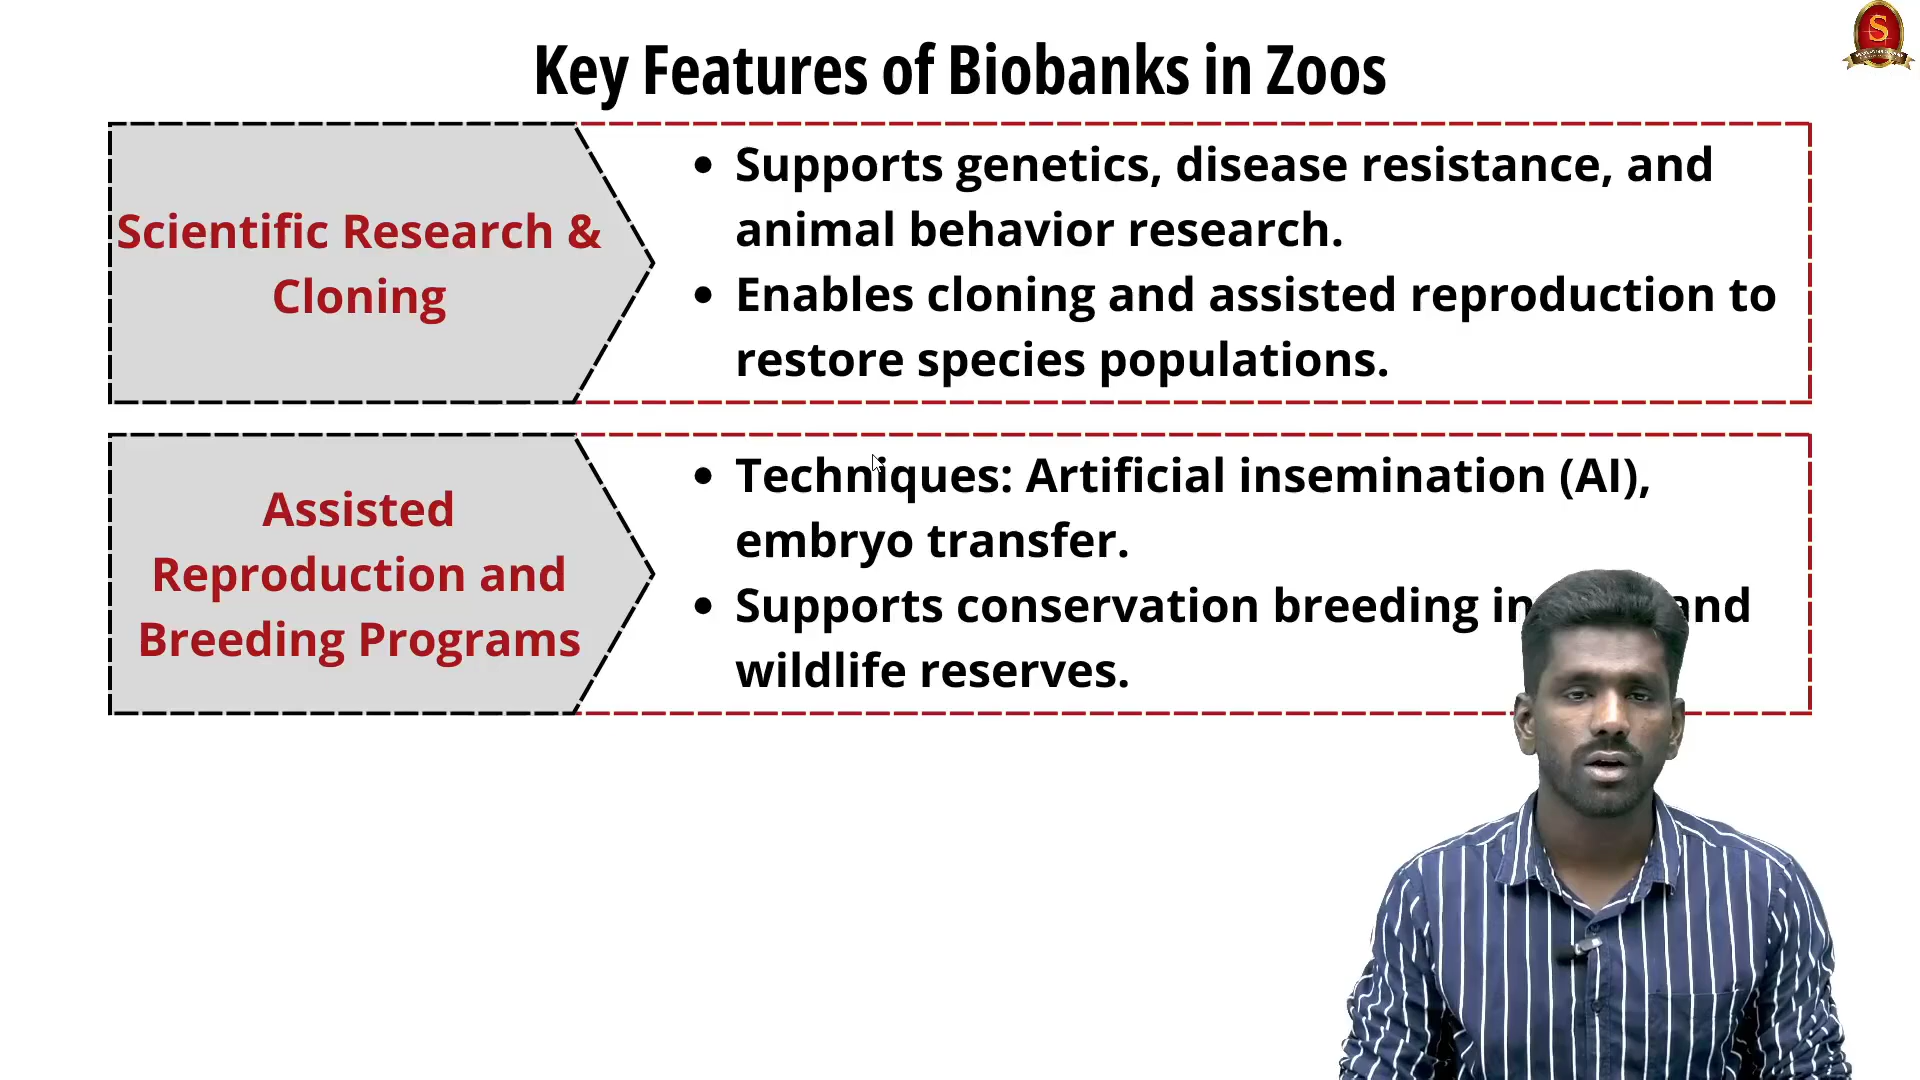 Key Features of Biobanks in Zoos
Scientific Research &
Cloning
• Supports genetics, disease resistance, and
animal behavior research.
• Enables cloning and assisted reproduction to
restore species populations.
Assisted
Reproduction and
Breeding Programs
• Techniques: Artificial insemination (AI),
embryo transfer.
• Supports conservation breeding in and
wildlife reserves.
S